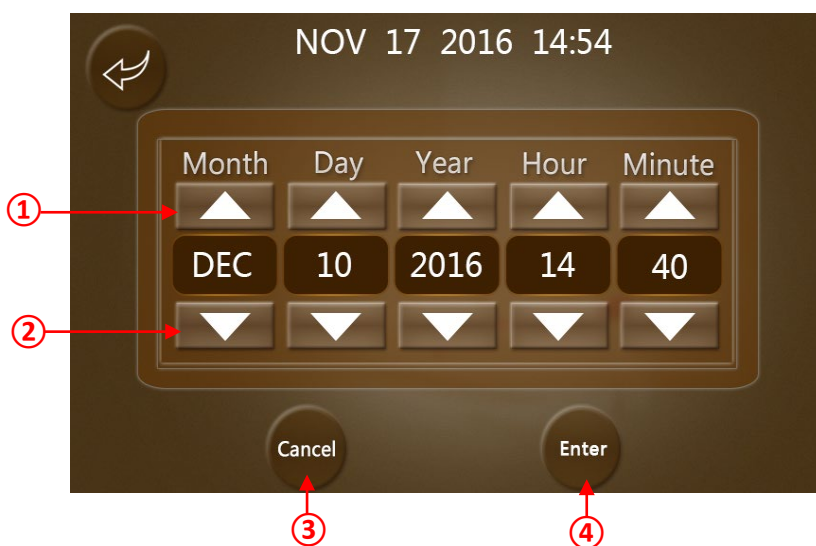 NOV 17 2016 14:54
Month Day Year Hour Minute
①
DEC 10 2016 14 40
②
Cancel Enter
③ ④